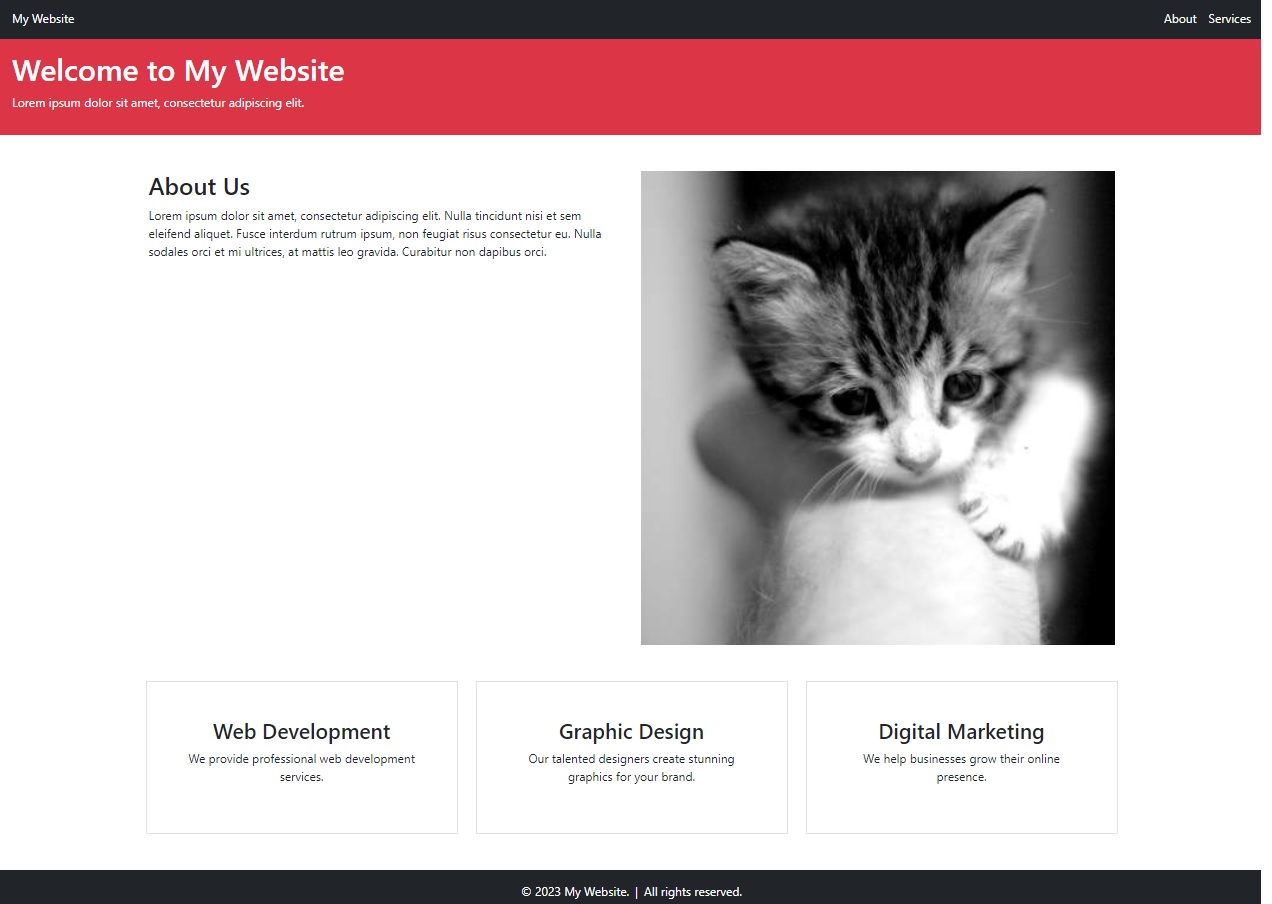 My Website
About Services
Welcome to My Website
Lorem ipsum dolor sit amet, consectetur adipiscing elit.
About Us
Lorem ipsum dolor sit amet, consectetur adipiscing elit. Nulla tincidunt nisi et sem
eleifend aliquet. Fusce interdum rutrum ipsum, non feugiat risus consectetur eu. Nulla
sodales orci et mi ultrices, at mattis leo gravida. Curabitur non dapibus orci.
Web Development
We provide professional web development
services.
Graphic Design
Our talented designers create stunning
graphics for your brand.
Digital Marketing
We help businesses grow their online
presence.
© 2023 My Website. | All rights reserved.